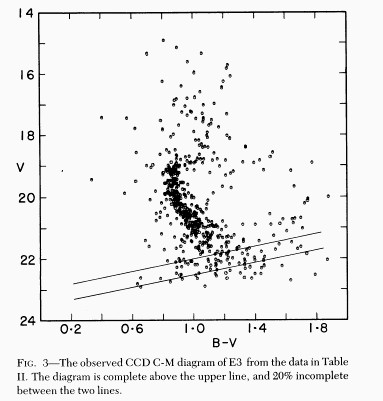 14
16
18
V
20
22
24
0.2 0.6 1.0 1.4 1.8
B-V
FIG. 3—The observed CCD C-M diagram of E3 from the data in Table
II. The diagram is complete above the upper line, and 20% incomplete
between the two lines.